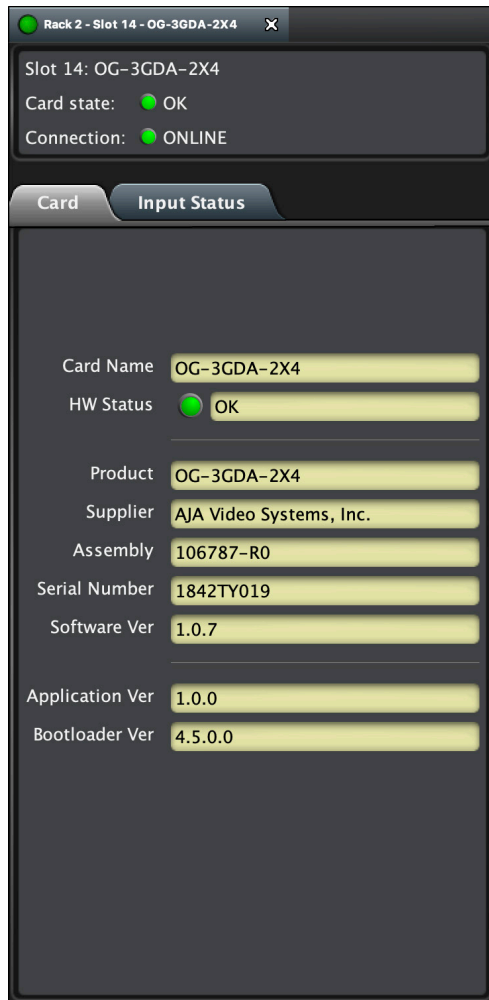 Rack 2 - Slot 14 - OG-3GDA-2X4 X
Slot 14: OG-3GDA-2X4
Card state: OK
Connection: ONLINE
Card Input Status
Card Name OG-3GDA-2X4
HW Status OK
Product OG-3GDA-2X4
Supplier AJA Video Systems, Inc.
Assembly 106787-R0
Serial Number 1842TY019
Software Ver 1.0.7
Application Ver 1.0.0
Bootloader Ver 4.5.0.0